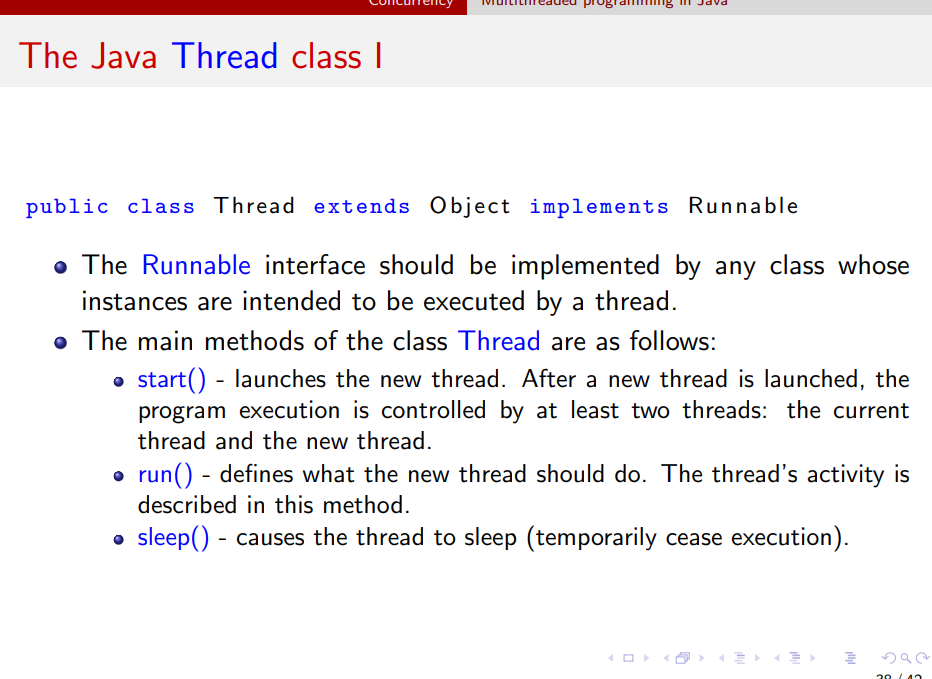 Concurrency Multithreaded programming in Java
The Java Thread class I
public class Thread extends Object implements Runnable
The Runnable interface should be implemented by any class whose
instances are intended to be executed by a thread.
The main methods of the class Thread are as follows:
start() - launches the new thread. After a new thread is launched, the
program execution is controlled by at least two threads: the current
thread and the new thread.
run() - defines what the new thread should do. The thread's activity is
described in this method.
sleep() - causes the thread to sleep (temporarily cease execution).
38 / 42